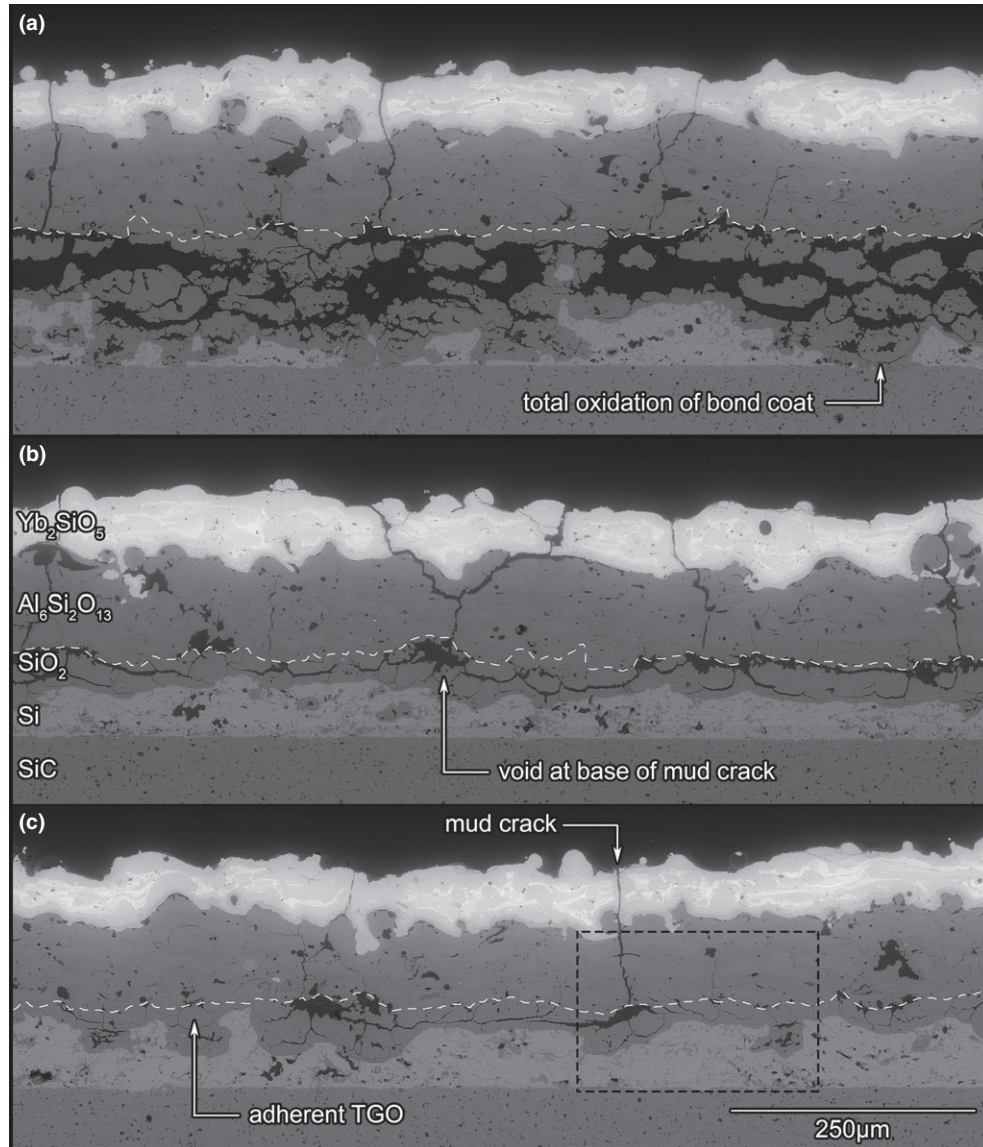 (a)
total oxidation of bond coat
(b)
Yb₂SiO₅
Al₆Si₂O₁₃
SiO₂
Si
SiC
void at base of mud crack
(c)
mud crack
adherent TGO
250μm